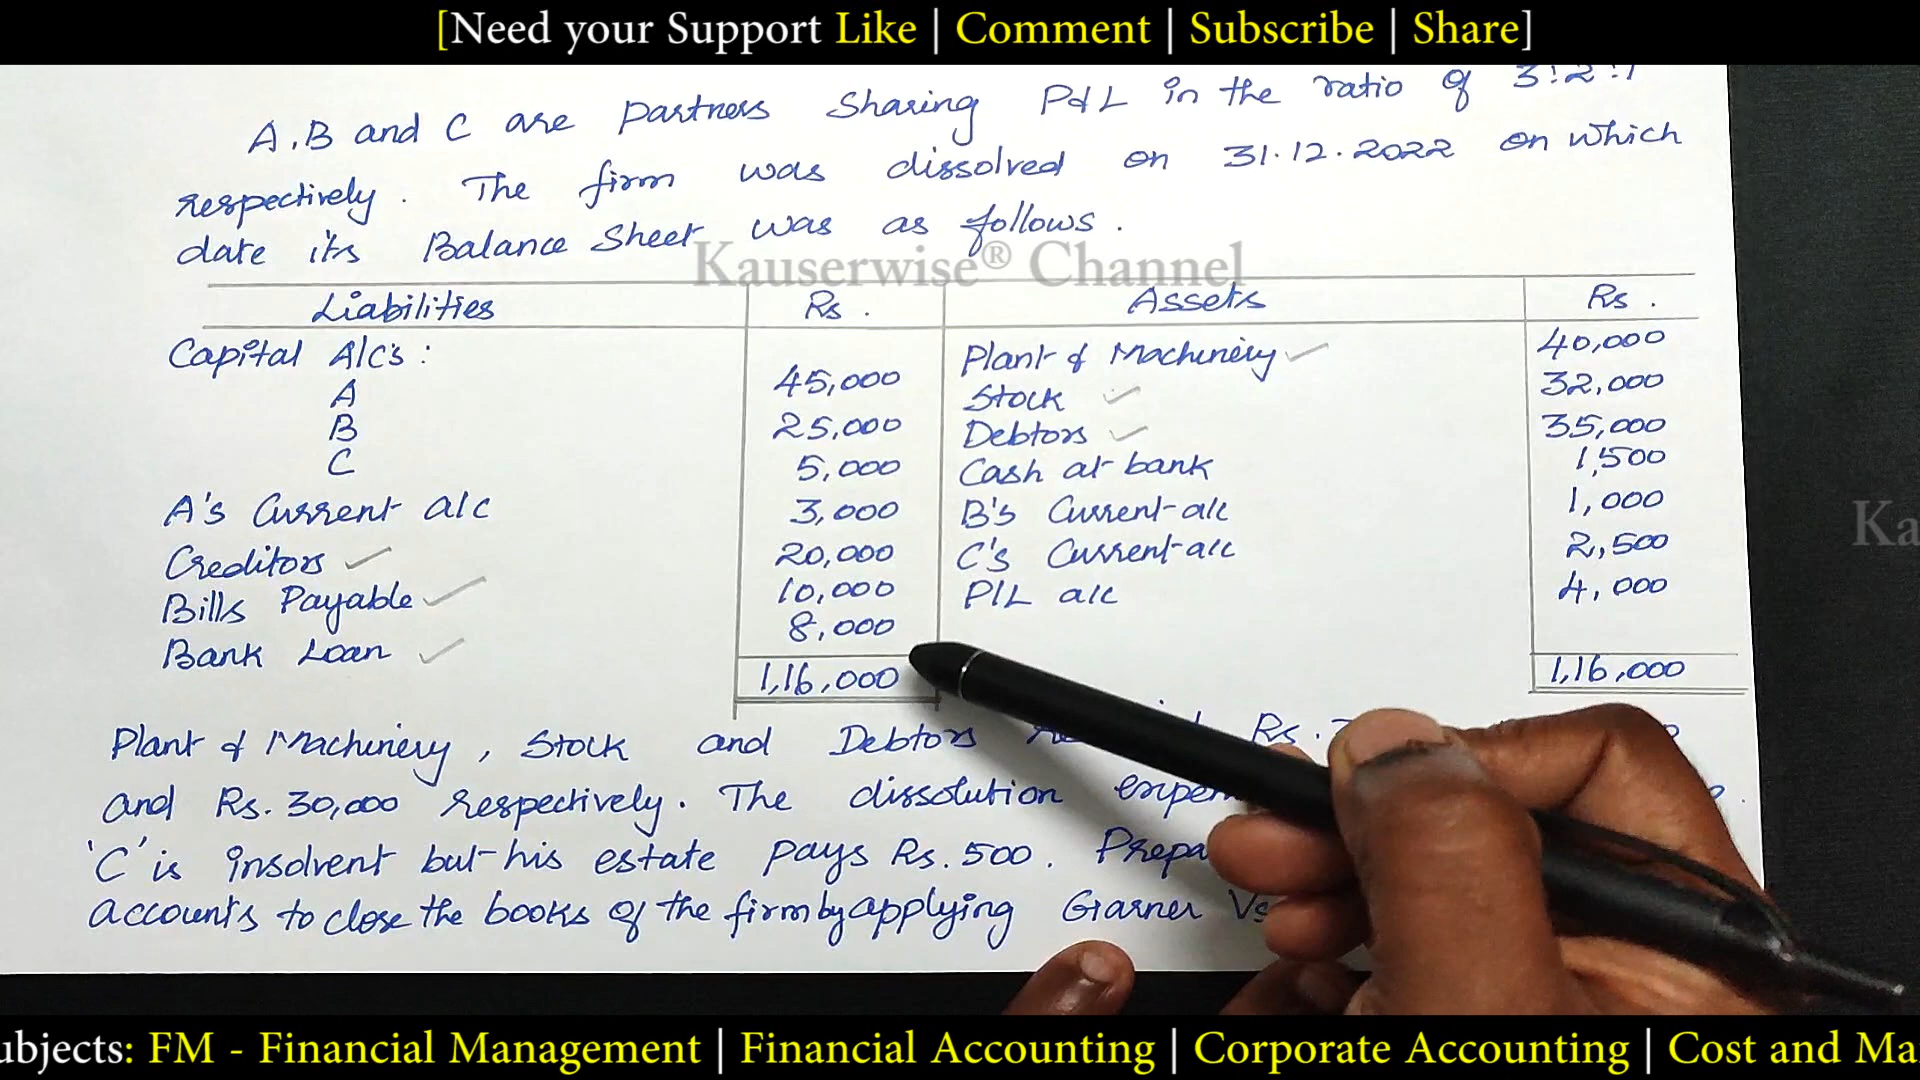 [Need your Support Like | Comment | Subscribe | Share]
A, B and C are partners Sharing P&L in the ratio of 3:2:1
respectively. The firm was dissolved on 31.12.2022 on which
date its Balance Sheet was as follows.
Kauserwise® Channel
Liabilities Rs. Assets Rs.
Capital A/C's: Plant & Machinery 40,000
A 45,000 Stock 32,000
B 25,000 Debtors 35,000
C 5,000 Cash at bank 1,500
A's Current a/c 3,000 B's Current a/c 1,000
Creditors 20,000 C's Current a/c 2,500
Bills Payable 10,000 P/L a/c 4,000
Bank Loan 8,000
1,16,000 1,16,000
Ka
Plant & Machinery, Stock and Debtors Rs.
and Rs. 30,000 respectively. The dissolution
'C' is insolvent but his estate pays Rs. 500.
accounts to close the books of the firm by applying Garner Vs
ubjects: FM - Financial Management | Financial Accounting | Corporate Accounting | Cost and Ma